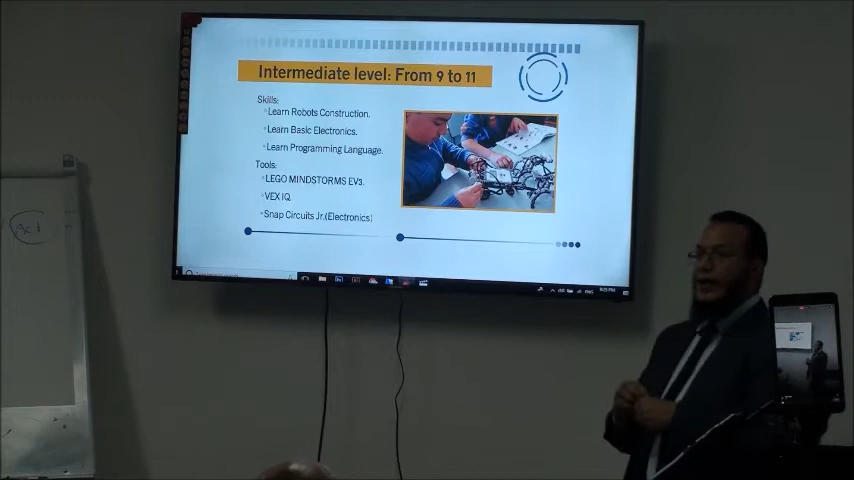 Intermediate level: From 9 to 11
Skills:
Learn Robots Construction.
Learn Basic Electronics.
Learn Programming Language.
Tools:
LEGO MINDSTORMS EV3.
VEX IQ.
Snap Circuits Jr.(Electronics)
ENG